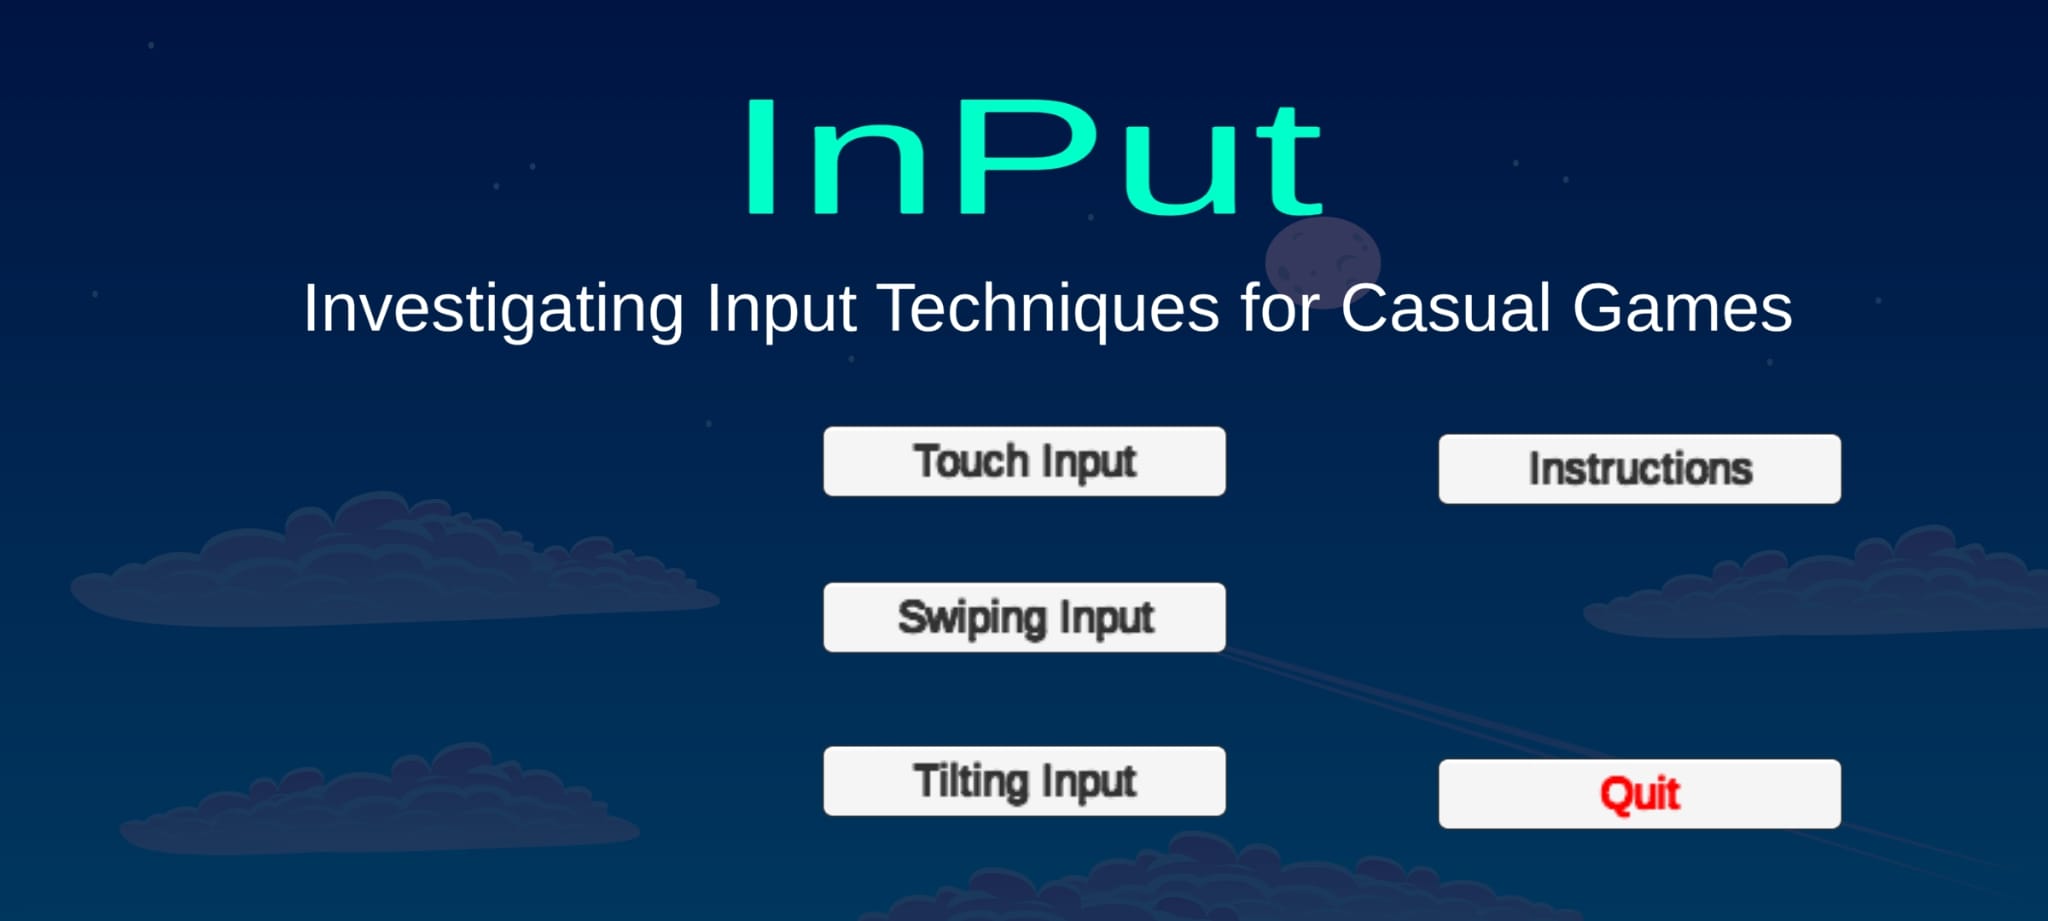 InPut
Investigating Input Techniques for Casual Games
Touch Input
Instructions
Swiping Input
Tilting Input
Quit